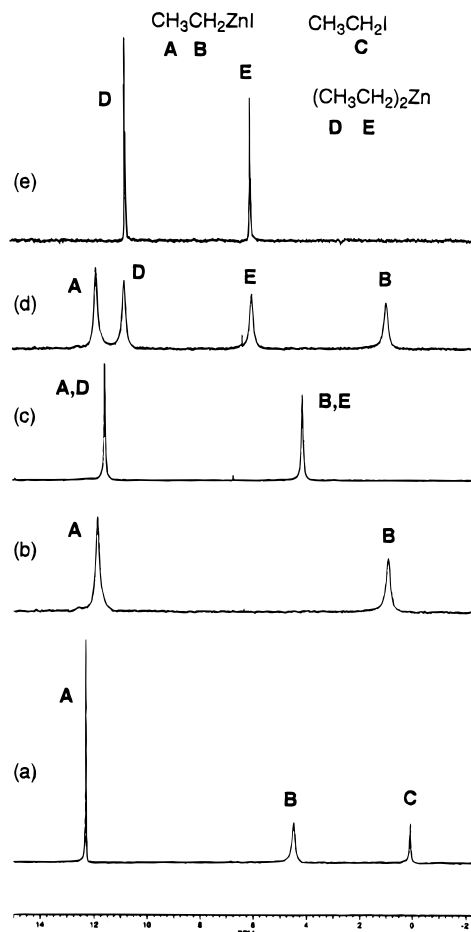 CH3CH2ZnI CH3CH2I
A B C
D E
(CH3CH2)2Zn
D E
(e)
A D E B
(d)
A,D B,E
(c)
A B
(b)
A
(a)
B C
14 12 10 8 6 4 2 0 -2